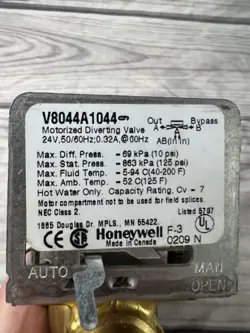 V8044A1044
Out Bypass
A B
AB(in in)
Motorized Diverting Valve
24V, 50/60Hz; 0.32A, @60Hz
Max. Diff. Press. - 69 kPa (10 psi)
Max. Stat. Press. - 863 kPa (125 psi)
Max. Fluid Temp. - 5-94 C(40-200 F)
Max. Amb. Temp. - 52 C(125 F)
Hot Water Only. Capacity Rating, Cv - 7
Motor compartment not to be used for field splices.
NEC Class 2. Listed 5787
1885 Douglas Dr. MPLS., MN 55422.
Honeywell F-3
Made in Canada 0209 N
AUTO MAN
OPEN